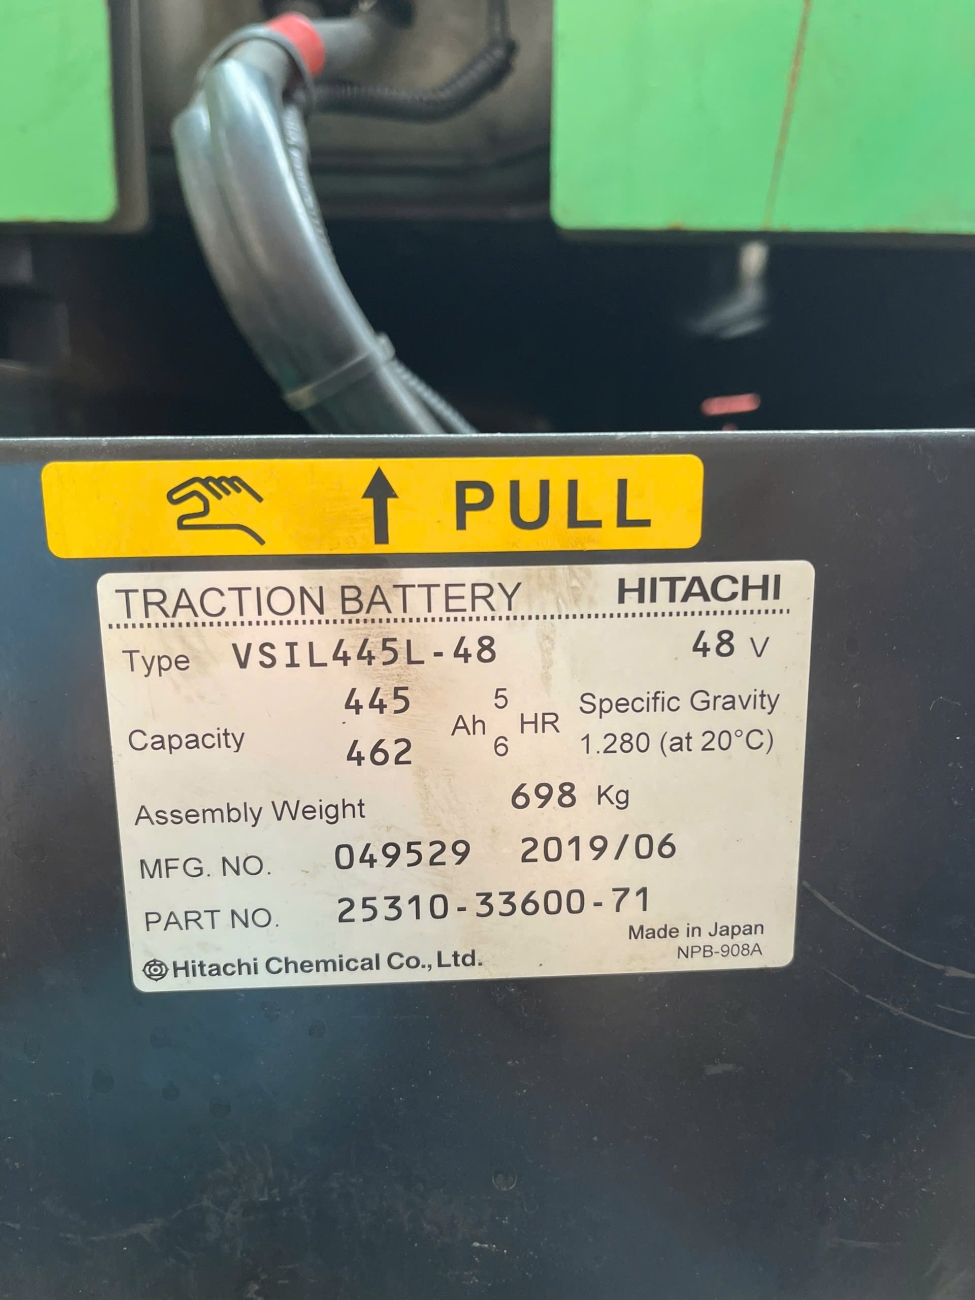 PULL
TRACTION BATTERY HITACHI
Type VSIL445L-48 48 V
445 5 Specific Gravity
Capacity Ah HR
462 6 1.280 (at 20°C)
Assembly Weight 698 Kg
MFG. NO. 049529 2019/06
PART NO. 25310-33600-71
Made in Japan
Hitachi Chemical Co., Ltd. NPB-908A